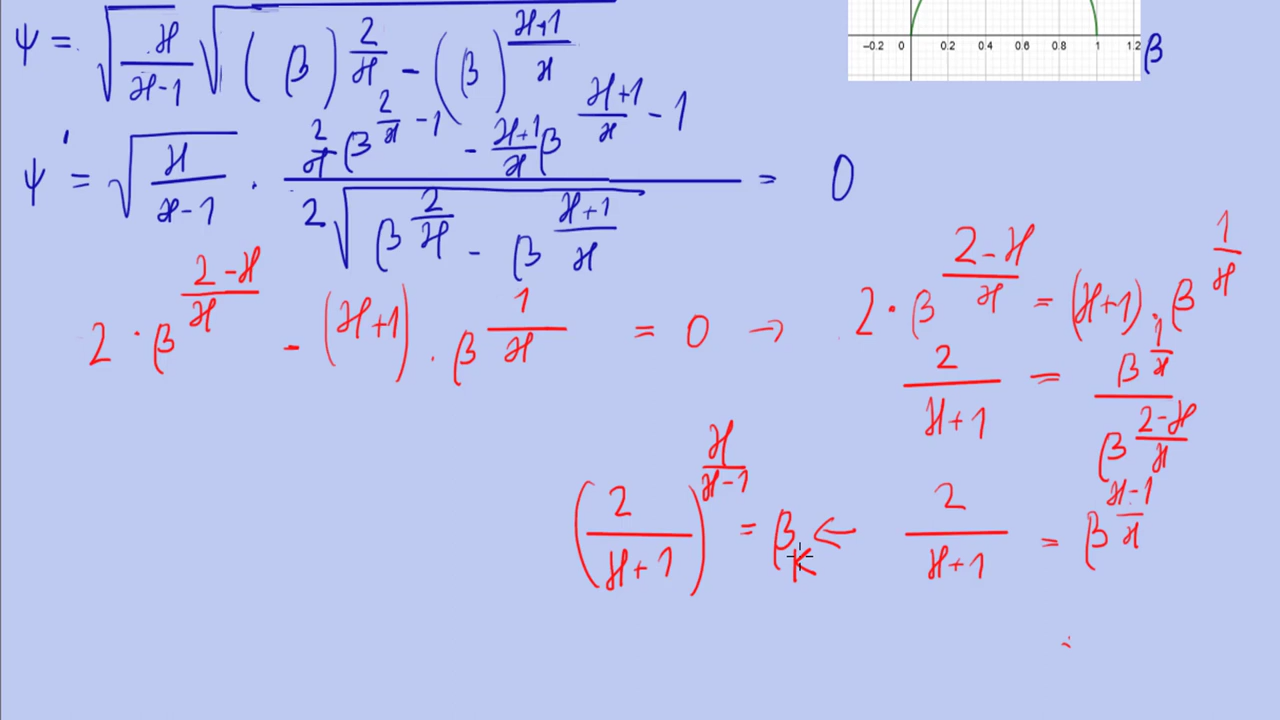 ψ = √(ϰ/(ϰ-1)) √((β)^(2/ϰ) - (β)^((ϰ+1)/ϰ))
-0.2 0 0.2 0.4 0.6 0.8 1 1.2 β
ψ' = √(ϰ/(ϰ-1)) · (2/ϰ β^(2/ϰ - 1) - (ϰ+1)/ϰ β^((ϰ+1)/ϰ - 1)) / (2√(β^(2/ϰ) - β^((ϰ+1)/ϰ))) = 0
2 · β^((2-ϰ)/ϰ) - (ϰ+1) · β^(1/ϰ) = 0 → 2 · β^((2-ϰ)/ϰ) = (ϰ+1) · β^(1/ϰ)
2/(ϰ+1) = β^(1/ϰ) / β^((2-ϰ)/ϰ)
(2/(ϰ+1))^(ϰ/(ϰ-1)) = β_K ← 2/(ϰ+1) = β^((ϰ-1)/ϰ)